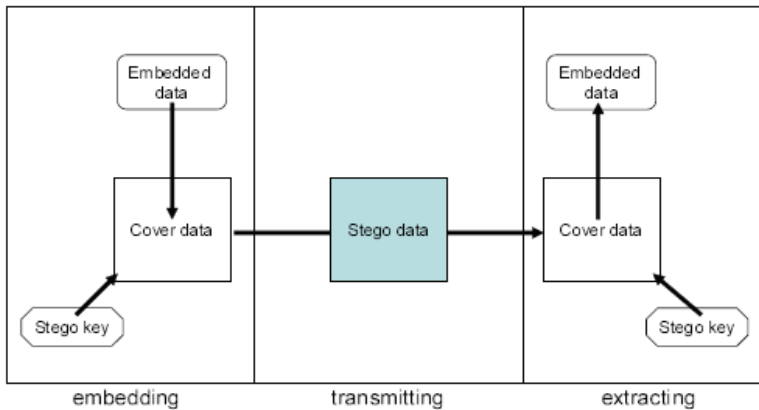 Embedded
data
Cover data
Stego key
embedding
Stego data
transmitting
Embedded
data
Cover data
Stego key
extracting